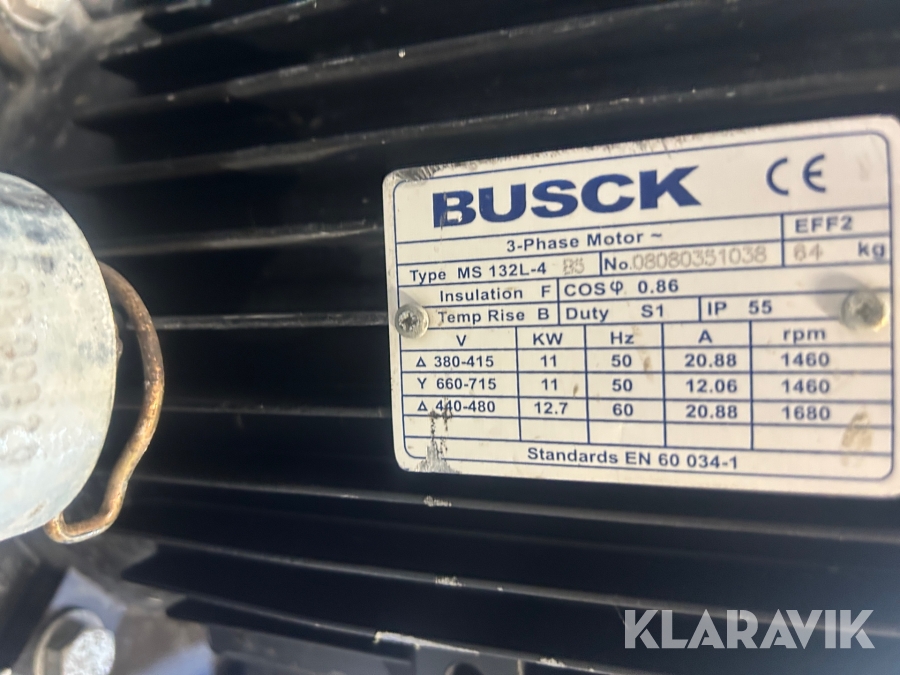 BUSCK CE
3-Phase Motor ~ EFF2
Type MS 132L-4 B5 No.08080351038 64 kg
Insulation F COS φ 0.86
Temp Rise B Duty S1 IP 55
V KW Hz A rpm
Δ 380-415 11 50 20.88 1460
Y 660-715 11 50 12.06 1460
Δ 440-480 12.7 60 20.88 1680
Standards EN 60 034-1
KLARAVIK